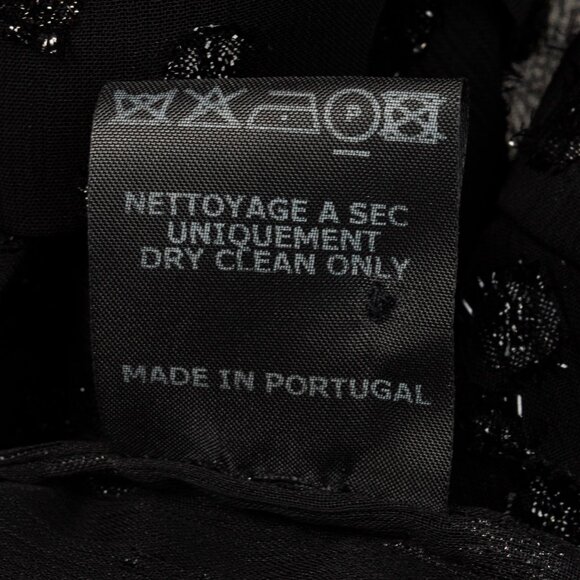 P
NETTOYAGE A SEC
UNIQUEMENT
DRY CLEAN ONLY
MADE IN PORTUGAL